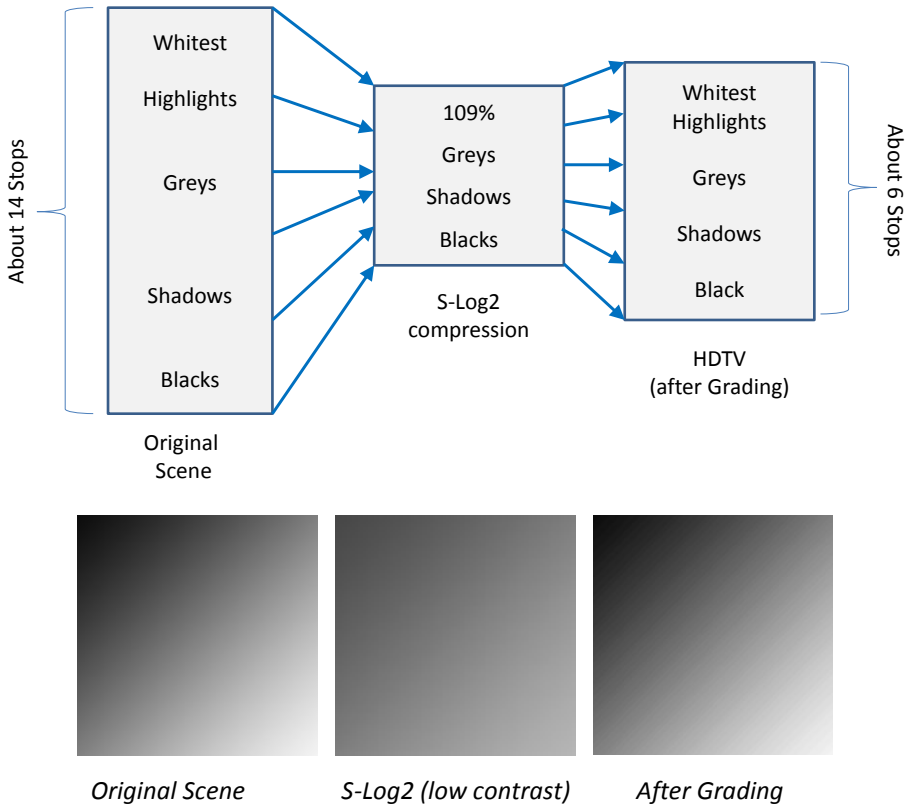 About 14 Stops
Whitest
Highlights
Greys
Shadows
Blacks
Original
Scene
109%
Greys
Shadows
Blacks
S-Log2
compression
Whitest
Highlights
Greys
Shadows
Black
HDTV
(after Grading)
About 6 Stops
Original Scene
S-Log2 (low contrast)
After Grading